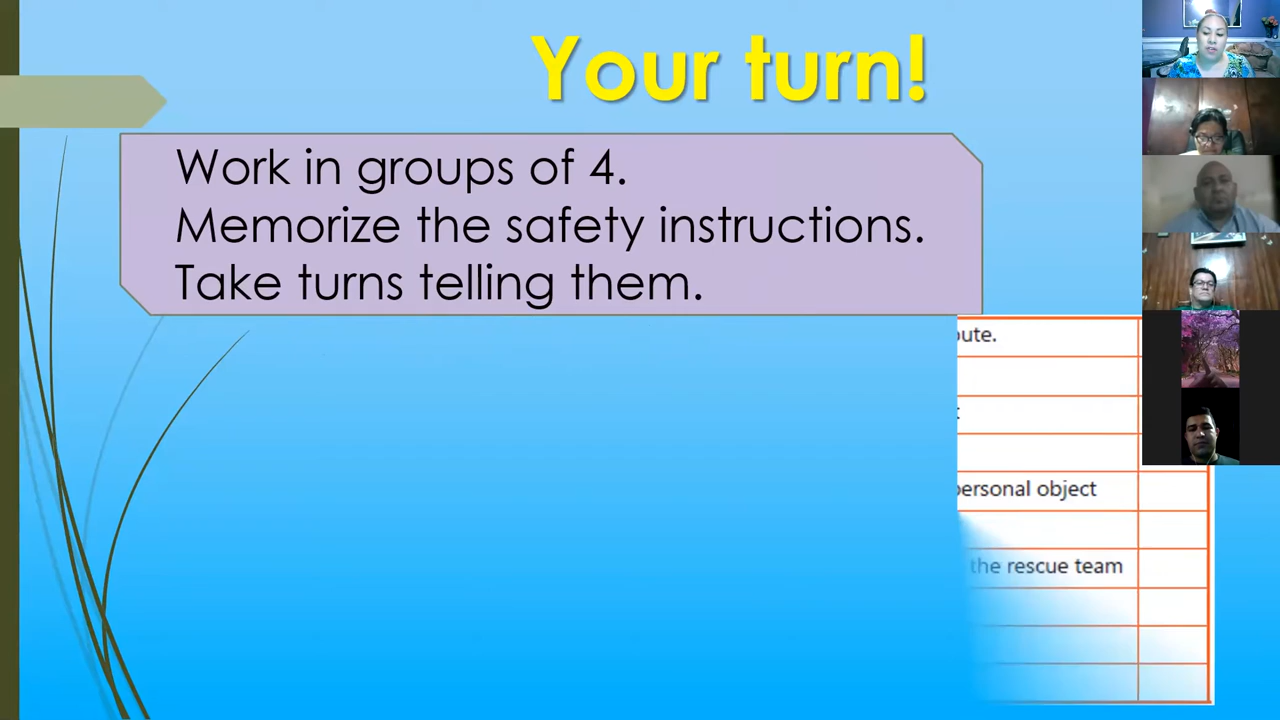 Your turn!
Work in groups of 4.
Memorize the safety instructions.
Take turns telling them.
personal object
the rescue team